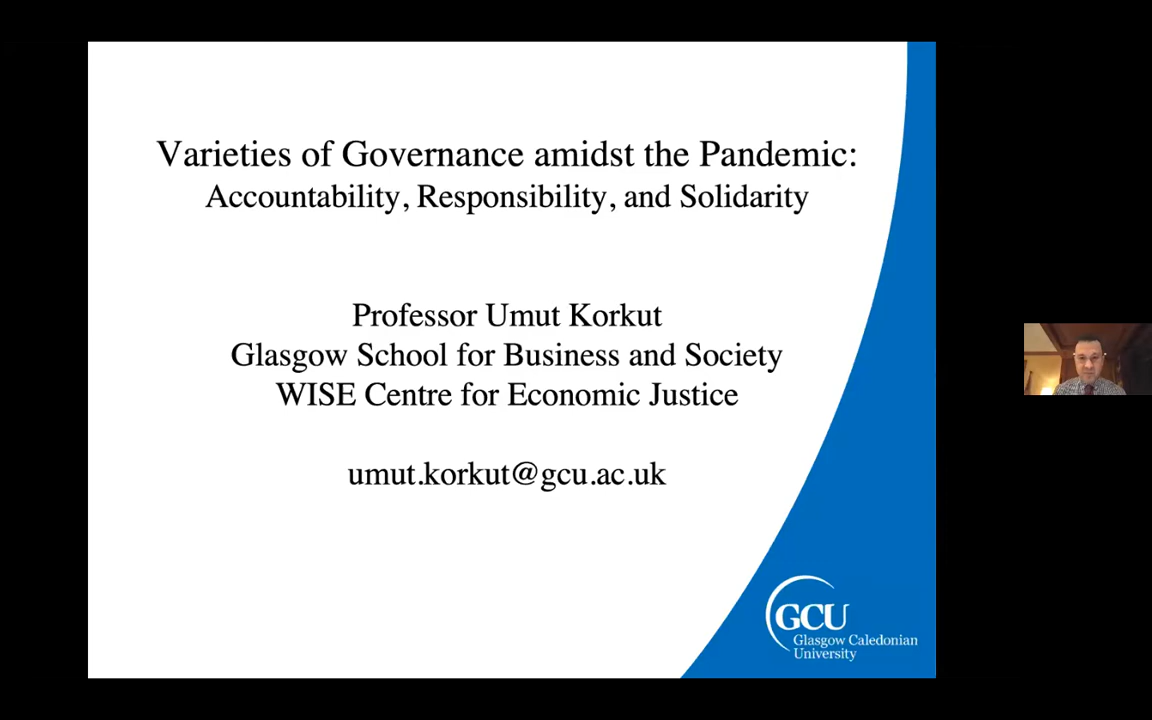 Varieties of Governance amidst the Pandemic:
Accountability, Responsibility, and Solidarity
Professor Umut Korkut
Glasgow School for Business and Society
WISE Centre for Economic Justice
umut.korkut@gcu.ac.uk
GCU
Glasgow Caledonian
University